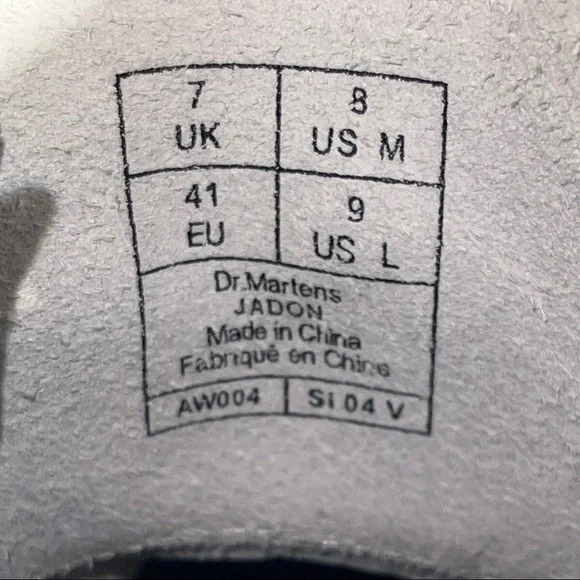 7
UK
8
US M
41
EU
9
US L
Dr.Martens
JADON
Made in China
Fabriqué en Chine
AW004
SI 04 V